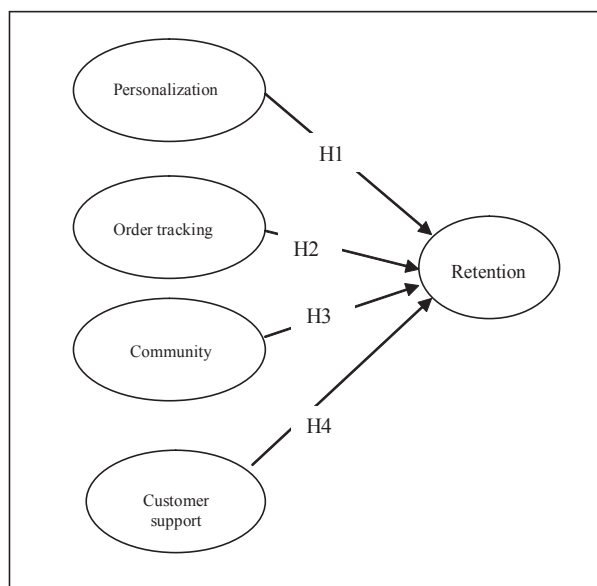 Personalization
H1
Order tracking
H2
Retention
H3
Community
H4
Customer
support